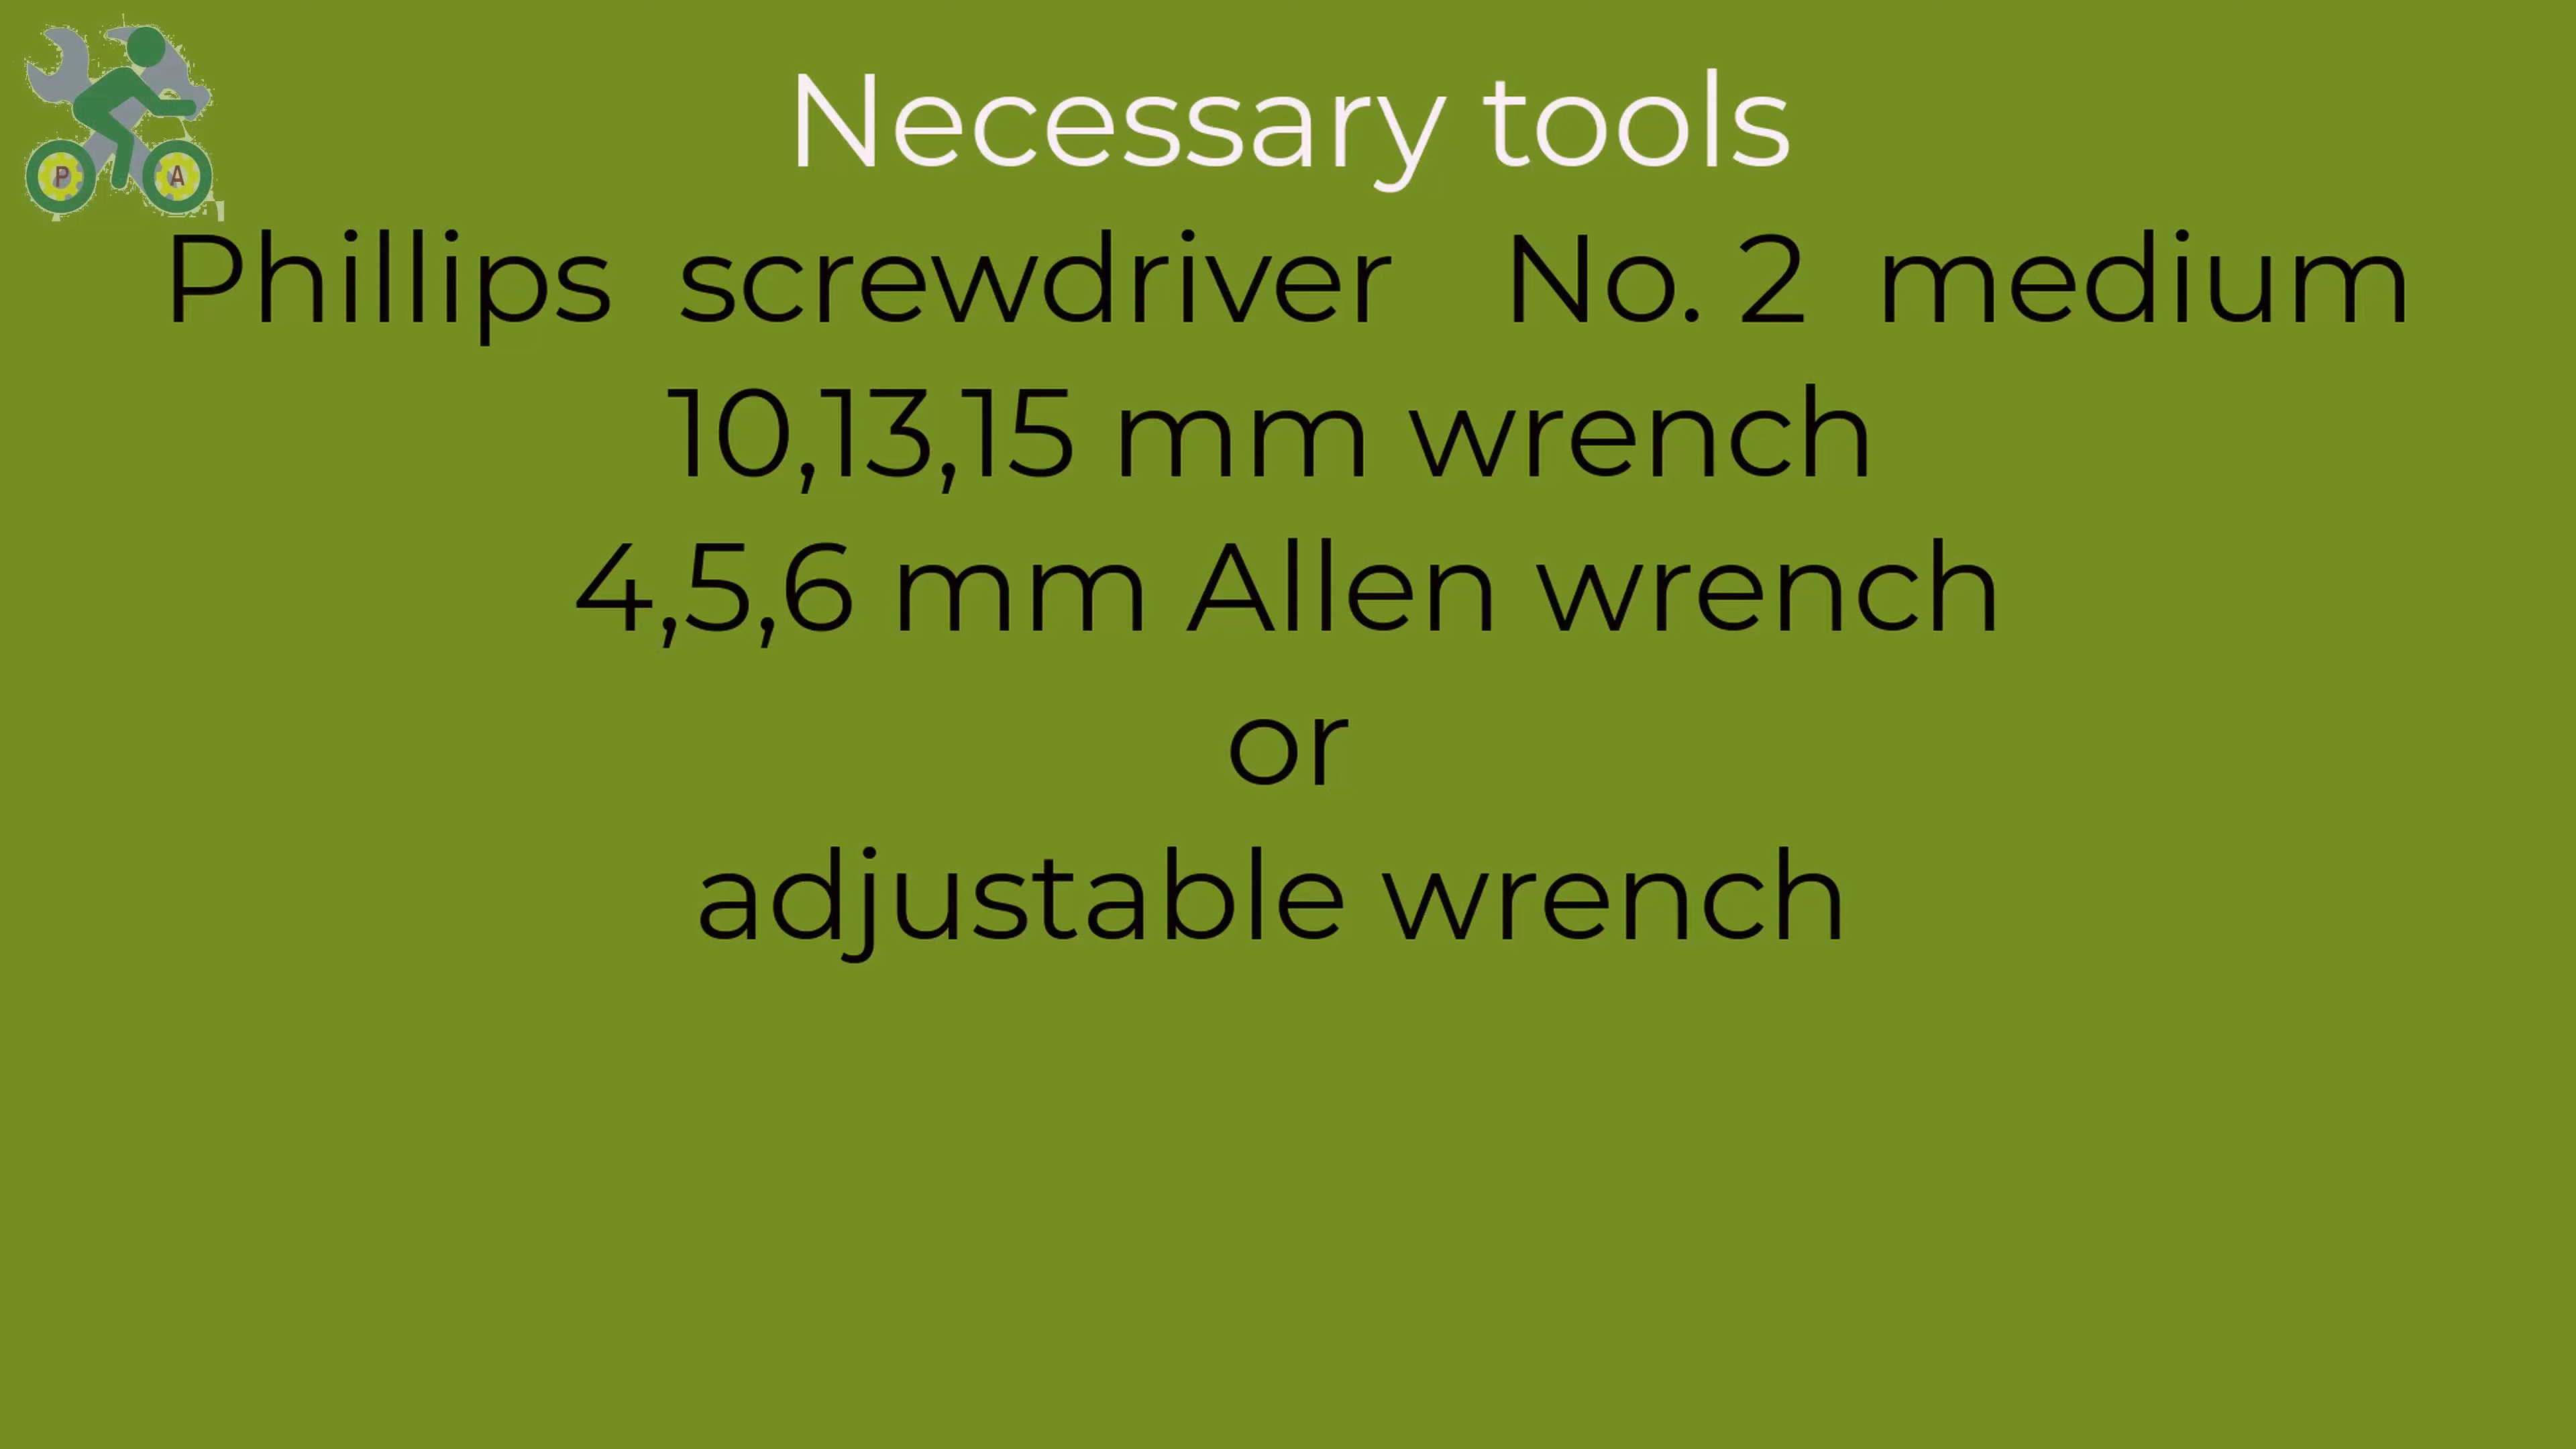 Necessary tools
Phillips screwdriver No. 2 medium
10,13,15 mm wrench
4,5,6 mm Allen wrench
or
adjustable wrench
P A